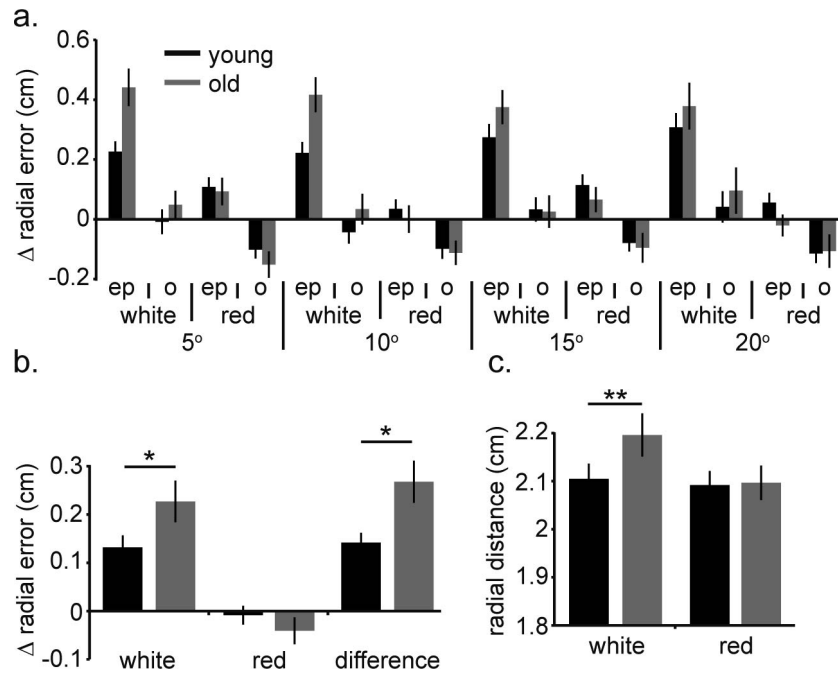 a.
Δ radial error (cm)
0.6
0.4
0.2
0
-0.2
young
old
ep ı o ep ı o ep ı o ep ı o ep ı o ep ı o ep ı o ep ı o
white red white red white red white red
5° 10° 15° 20°
b.
Δ radial error (cm)
0.3
0.2
0.1
0
-0.1
*
*
white red difference
c.
radial distance (cm)
2.2
2.1
2
1.9
1.8
**
white red